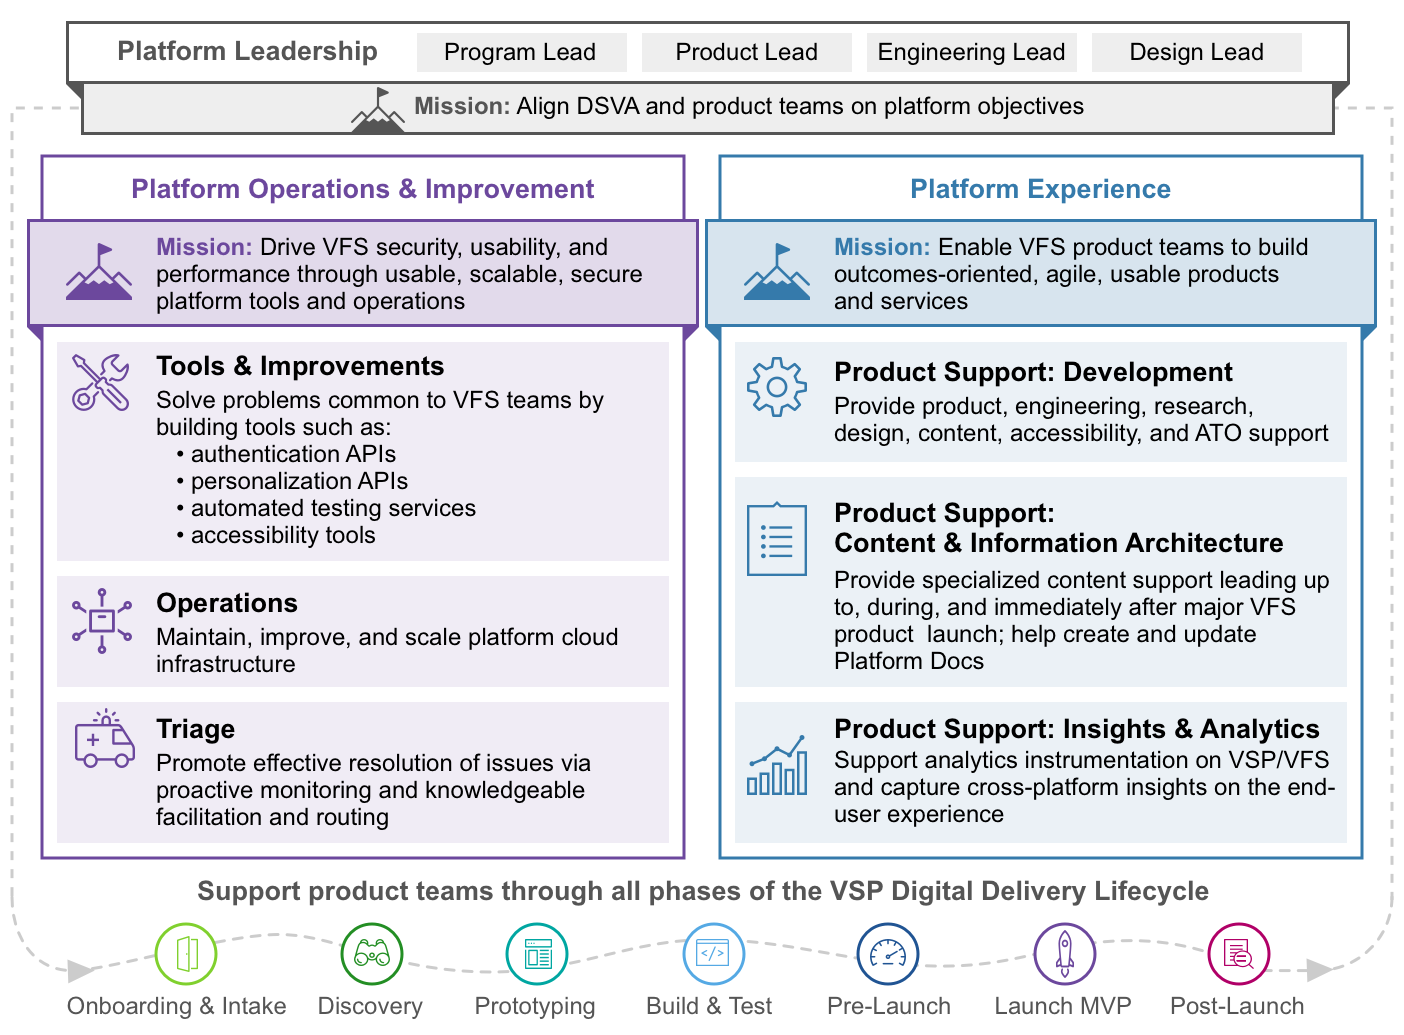 Platform Leadership
Program Lead
Product Lead
Engineering Lead
Design Lead
Mission: Align DSVA and product teams on platform objectives
Platform Operations & Improvement
Mission: Drive VFS security, usability, and
performance through usable, scalable, secure
platform tools and operations
Tools & Improvements
Solve problems common to VFS teams by
building tools such as:
• authentication APIs
• personalization APIs
• automated testing services
• accessibility tools
Operations
Maintain, improve, and scale platform cloud
infrastructure
Triage
Promote effective resolution of issues via
proactive monitoring and knowledgeable
facilitation and routing
Platform Experience
Mission: Enable VFS product teams to build
outcomes-oriented, agile, usable products
and services
Product Support: Development
Provide product, engineering, research,
design, content, accessibility, and ATO support
Product Support:
Content & Information Architecture
Provide specialized content support leading up
to, during, and immediately after major VFS
product  launch; help create and update
Platform Docs
Product Support: Insights & Analytics
Support analytics instrumentation on VSP/VFS
and capture cross-platform insights on the end-
user experience
Support product teams through all phases of the VSP Digital Delivery Lifecycle
</>
Onboarding & Intake
Discovery
Prototyping
Build & Test
Pre-Launch
Launch MVP
Post-Launch